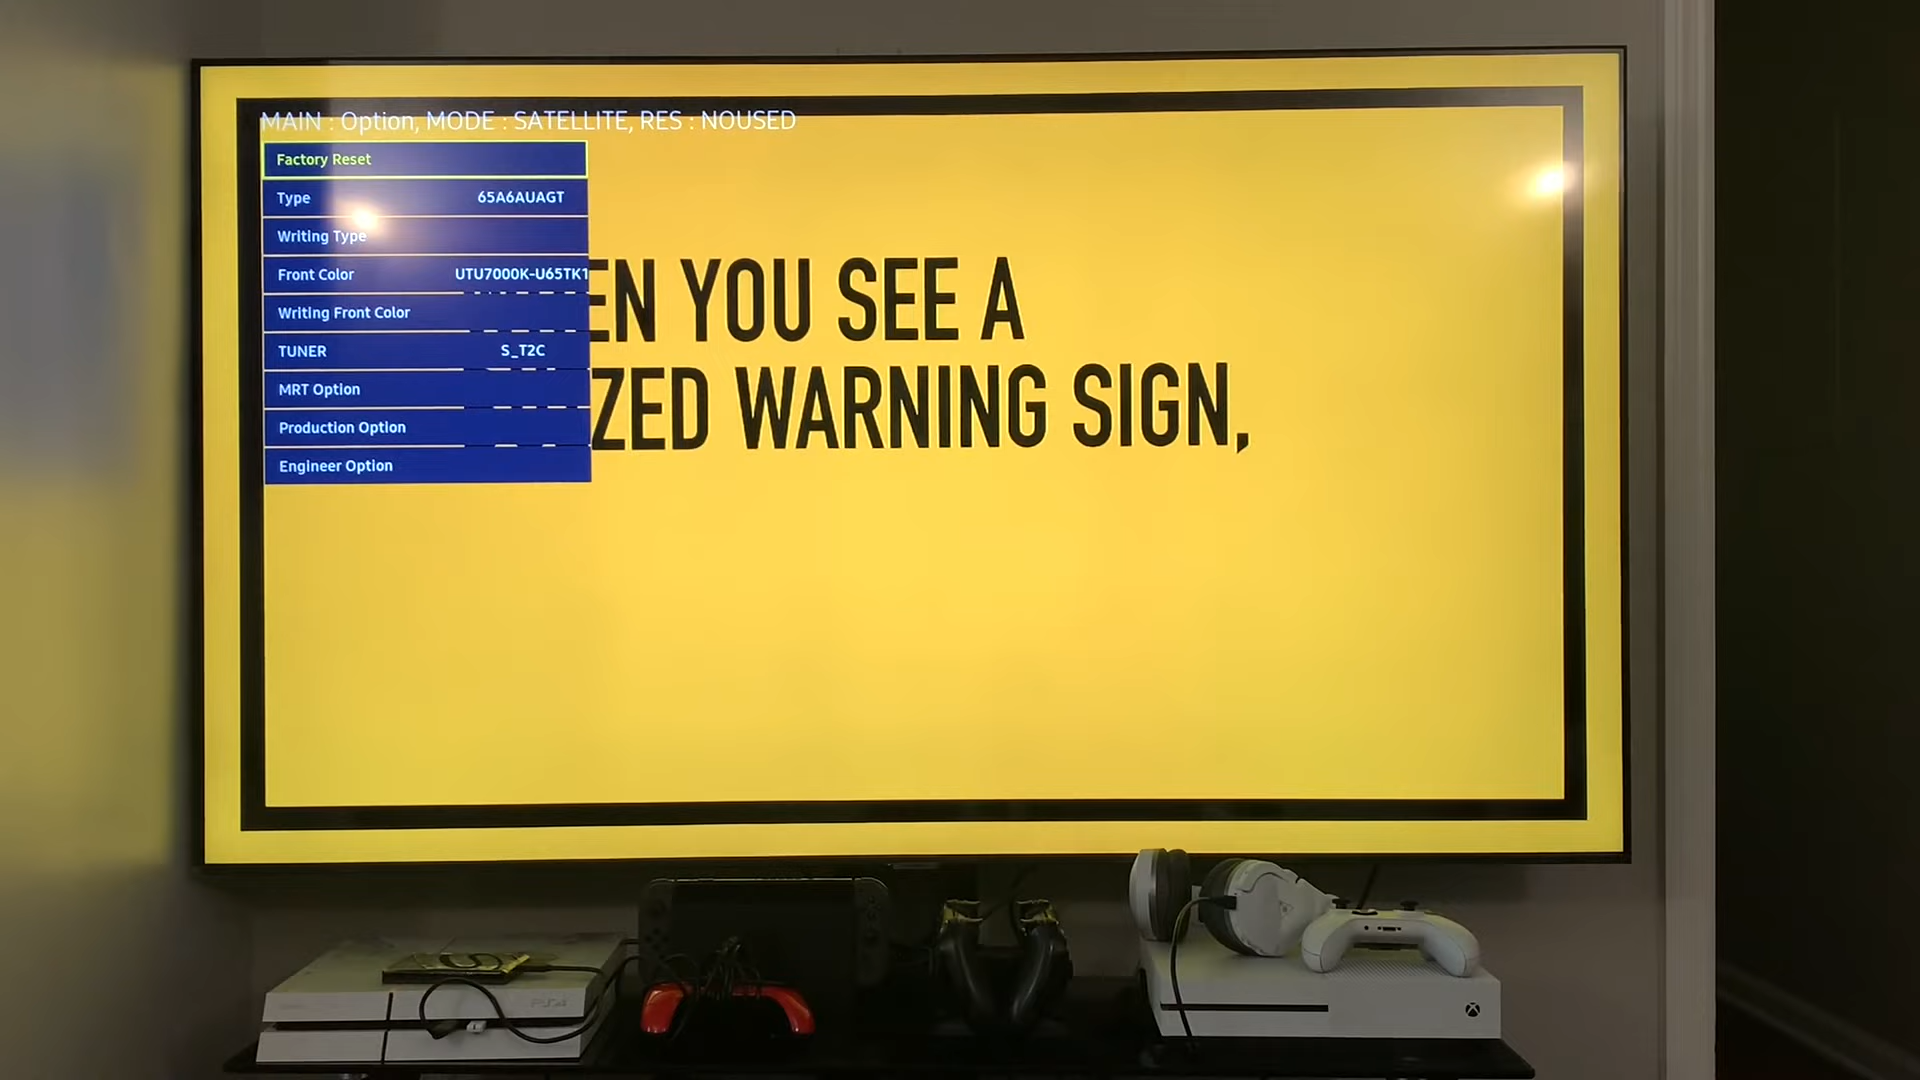 MAIN : Option, MODE : SATELLITE, RES : NOUSED
Factory Reset
Type 65A6AUAGT
Writing Type
Front Color UTU7000K-U65TK1
Writing Front Color
TUNER S_T2C
MRT Option
Production Option
Engineer Option
EN YOU SEE A
ZED WARNING SIGN,
PS4